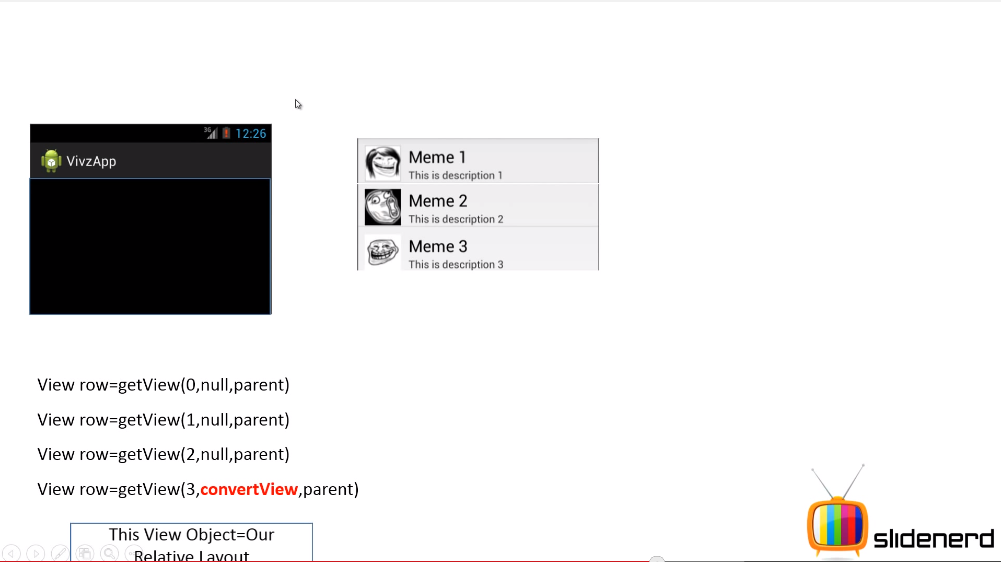 3G 12:26
VivzApp
Meme 1
This is description 1
Meme 2
This is description 2
Meme 3
This is description 3
View row=getView(0,null,parent)
View row=getView(1,null,parent)
View row=getView(2,null,parent)
View row=getView(3,convertView,parent)
This View Object=Our
Relative Layout
slidenerd